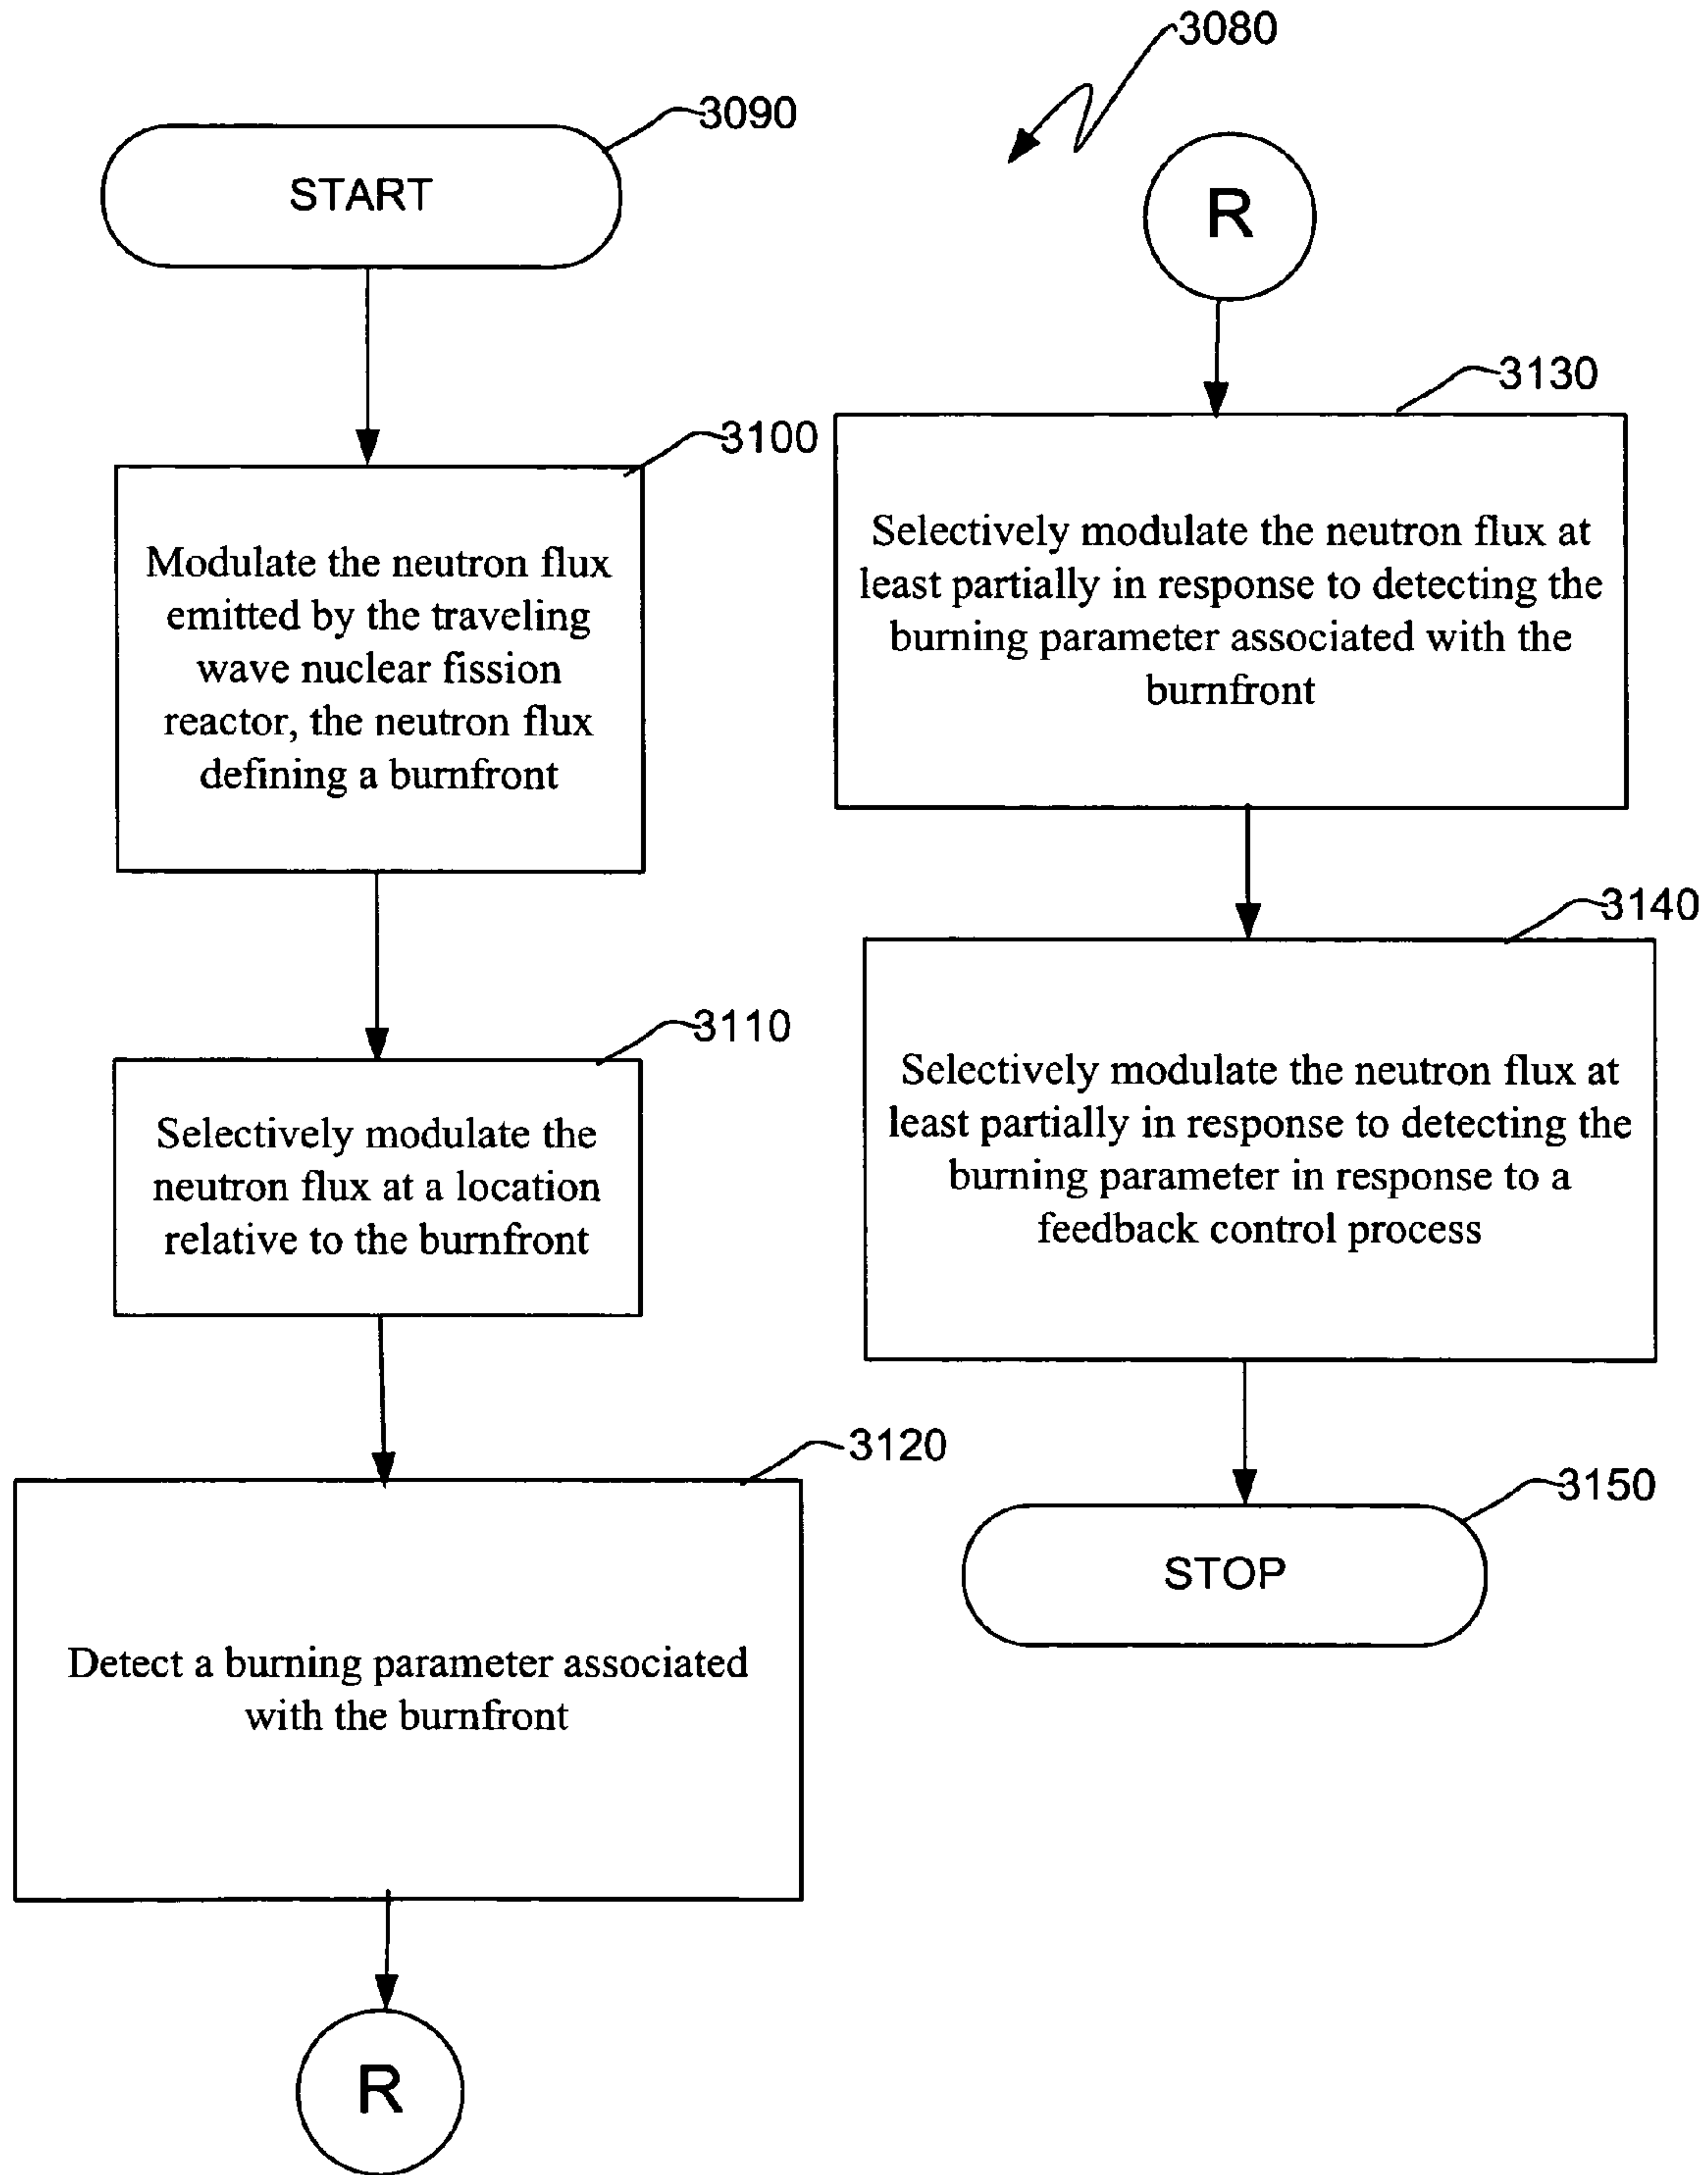 3090
START
3100
Modulate the neutron flux
emitted by the traveling
wave nuclear fission
reactor, the neutron flux
defining a burnfront
3110
Selectively modulate the
neutron flux at a location
relative to the burnfront
3120
Detect a burning parameter associated
with the burnfront
R
3080
R
3130
Selectively modulate the neutron flux at
least partially in response to detecting the
burning parameter associated with the
burnfront
3140
Selectively modulate the neutron flux at
least partially in response to detecting the
burning parameter in response to a
feedback control process
3150
STOP